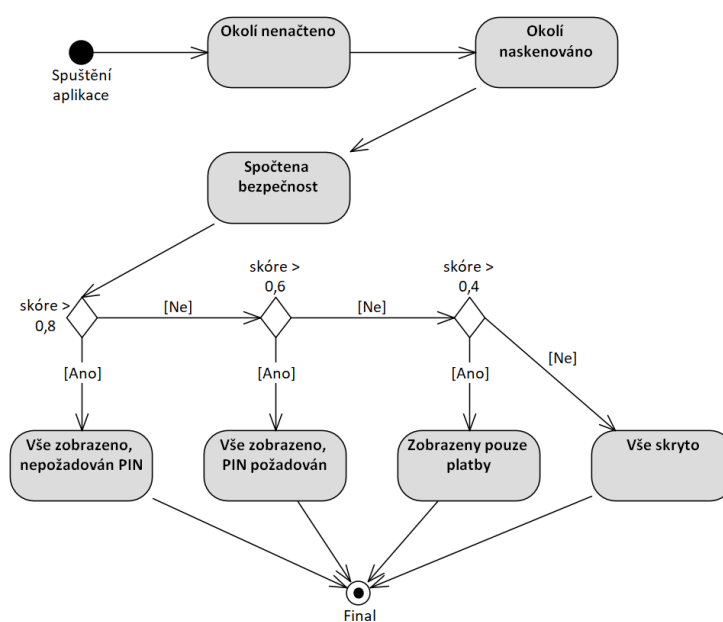 Okolí nenačteno
Okolí
naskenováno
Spuštění
aplikace
Spočtena
bezpečnost
skóre >
0,8
[Ne]
skóre >
0,6
[Ne]
skóre >
0,4
[Ne]
[Ano]
[Ano]
[Ano]
Vše zobrazeno,
nepožadován PIN
Vše zobrazeno,
PIN požadován
Zobrazeny pouze
platby
Vše skryto
Final